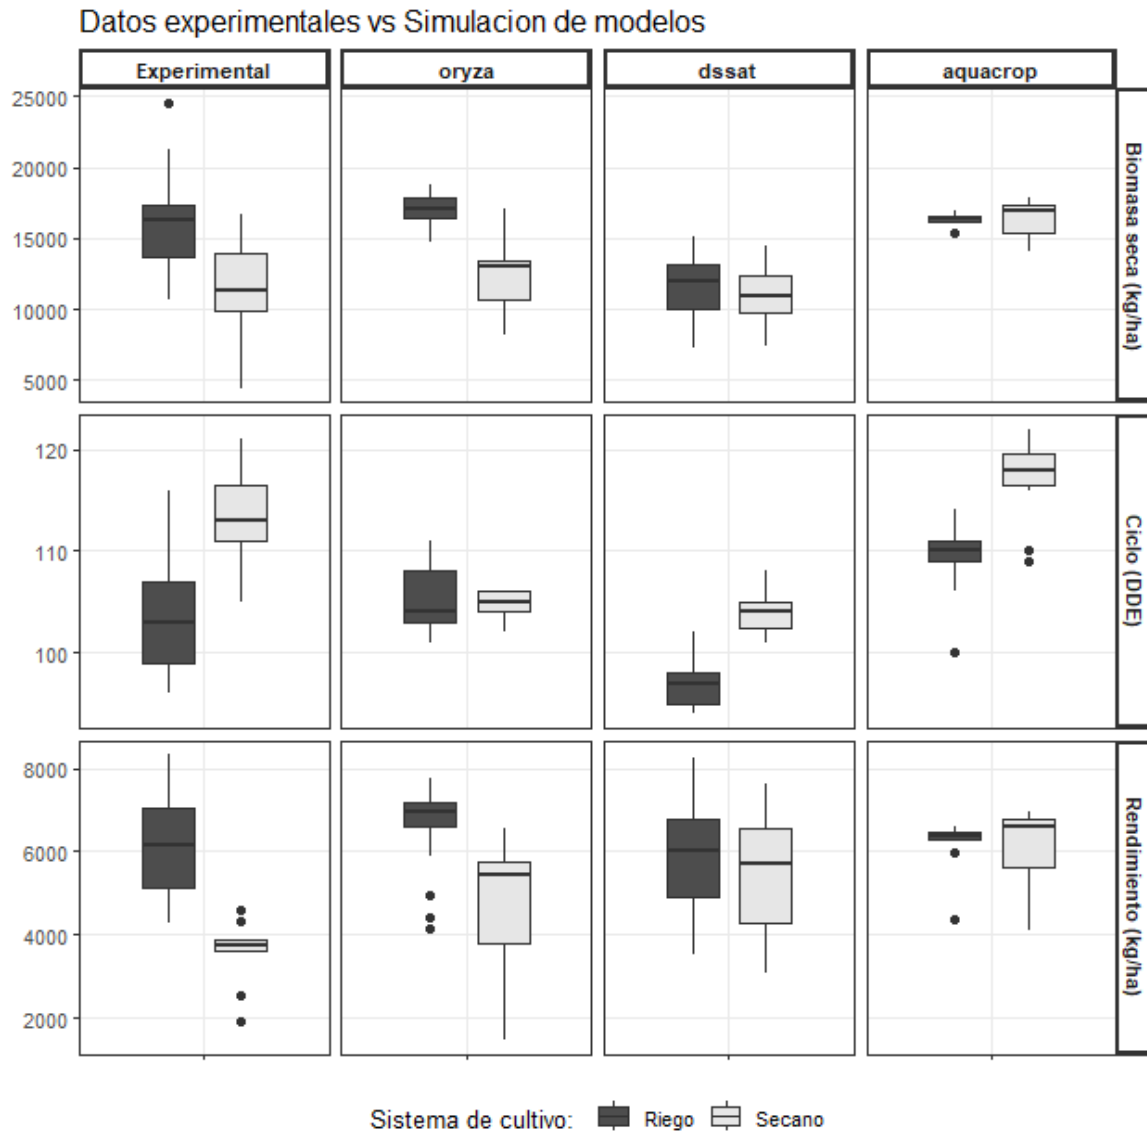 Datos experimentales vs Simulacion de modelos
Experimental
oryza
dssat
aquacrop
25000
20000
15000
10000
5000
Biomasa seca (kg/ha)
120
110
100
Ciclo (DDE)
8000
6000
4000
2000
Rendimiento (kg/ha)
Sistema de cultivo: Riego Secano